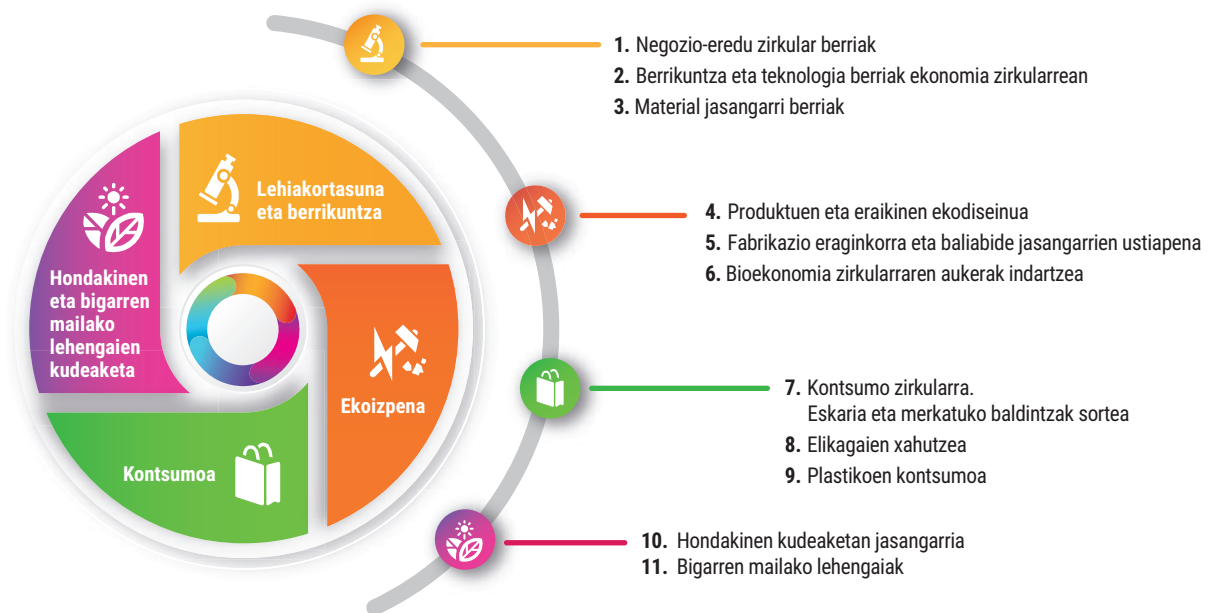 Lehiakortasuna
eta berrikuntza
Hondakinen
eta bigarren
mailako
lehengaien
kudeaketa
Ekoizpena
Kontsumoa
1. Negozio-eredu zirkular berriak
2. Berrikuntza eta teknologia berriak ekonomia zirkularrean
3. Material jasangarri berriak
4. Produktuen eta eraikinen ekodiseinua
5. Fabrikazio eraginkorra eta baliabide jasangarrien ustiapena
6. Bioekonomia zirkularraren aukerak indartzea
7. Kontsumo zirkularra.
Eskaria eta merkatuko baldintzak sortea
8. Elikagaien xahutzea
9. Plastikoen kontsumoa
10. Hondakinen kudeaketan jasangarria
11. Bigarren mailako lehengaiak